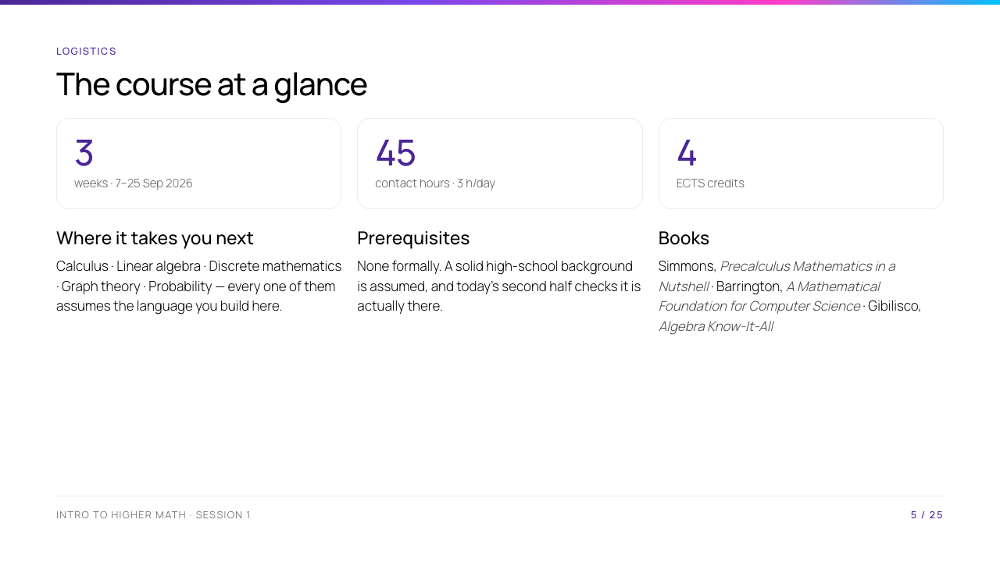 LOGISTICS
The course at a glance
3
weeks · 7–25 Sep 2026
45
contact hours · 3 h/day
4
ECTS credits
Where it takes you next
Calculus · Linear algebra · Discrete mathematics
· Graph theory · Probability — every one of them
assumes the language you build here.
Prerequisites
None formally. A solid high-school background
is assumed, and today's second half checks it is
actually there.
Books
Simmons, Precalculus Mathematics in a
Nutshell · Barrington, A Mathematical
Foundation for Computer Science · Gibilisco,
Algebra Know-It-All
INTRO TO HIGHER MATH · SESSION 1
5 / 25